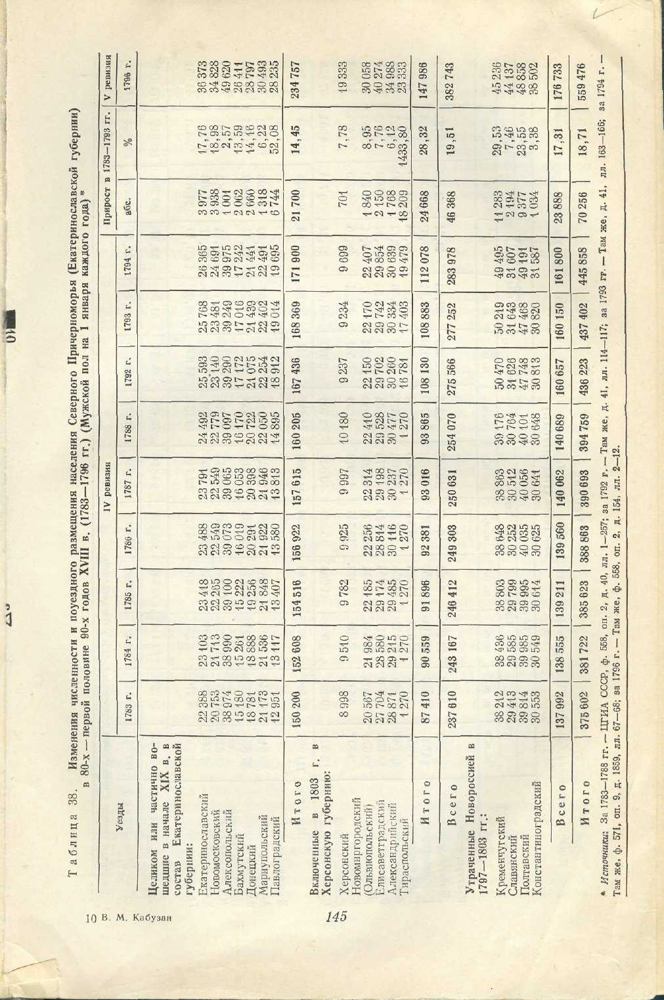 Таблица 38. Изменения численности и поуездного размещения населения Северного Причерноморья (Екатеринославской губернии)
в 80-х — первой половине 90-х годов XVIII в. (1783—1796 гг.) (Мужской пол на 1 января каждого года) *
Уезды | IV ревизия | Прирост в 1783—1793 гг. | V ревизия
1783 г. | 1784 г. | 1785 г. | 1786 г. | 1787 г. | 1788 г. | 1792 г. | 1793 г. | 1794 г. | абс. | % | 1796 г.
Целиком или частично во-
шедшие в начале XIX в. в
состав Екатеринославской
губернии:
Екатеринославский | 22 388 | 23 103 | 23 418 | 23 488 | 23 791 | 24 492 | 25 593 | 25 768 | 26 365 | 3 977 | 17,76 | 36 373
Новомосковский | 20 753 | 21 713 | 22 265 | 22 549 | 22 549 | 22 779 | 23 140 | 23 481 | 24 691 | 3 938 | 18,98 | 34 828
Алексопольский | 38 974 | 38 990 | 39 100 | 39 073 | 39 065 | 39 097 | 39 290 | 39 249 | 39 975 | 1 001 | 2,57 | 49 620
Бахмутский | 15 180 | 15 261 | 15 222 | 16 019 | 16 053 | 16 170 | 17 172 | 17 016 | 17 242 | 2 062 | 13,59 | 26 411
Донецкий | 18 781 | 18 888 | 19 256 | 20 291 | 20 398 | 20 722 | 21 075 | 21 439 | 21 441 | 2 660 | 14,16 | 28 797
Мариупольский | 21 173 | 21 536 | 21 848 | 21 922 | 21 946 | 22 050 | 22 254 | 22 402 | 22 491 | 1 318 | 6,22 | 30 493
Павлоградский | 12 951 | 13 117 | 13 407 | 13 580 | 13 813 | 14 895 | 18 912 | 19 014 | 19 695 | 6 744 | 52,08 | 28 235
Итого | 150 200 | 152 608 | 154 516 | 156 922 | 157 615 | 160 205 | 167 436 | 168 369 | 171 900 | 21 700 | 14,45 | 234 757
Включенные в 1803 г. в
Херсонскую губернию:
Херсонский | 8 998 | 9 510 | 9 782 | 9 925 | 9 997 | 10 180 | 9 237 | 9 234 | 9 699 | 701 | 7,78 | 19 333
Новомиргородский
(Ольвиопольский) | 20 567 | 21 984 | 22 185 | 22 256 | 22 314 | 22 410 | 22 150 | 22 170 | 22 407 | 1 840 | 8,95 | 30 058
Елисаветградский | 27 704 | 28 580 | 29 174 | 28 814 | 29 198 | 29 528 | 29 702 | 29 742 | 29 854 | 2 150 | 7,76 | 40 274
Александрийский | 28 871 | 29 215 | 29 485 | 30 116 | 30 237 | 30 477 | 30 260 | 30 334 | 30 639 | 1 768 | 6,12 | 34 988
Тираспольский | 1 270 | 1 270 | 1 270 | 1 270 | 1 270 | 1 270 | 16 781 | 17 403 | 19 479 | 18 209 | 1433,80 | 23 333
Итого | 87 410 | 90 559 | 91 896 | 92 381 | 93 016 | 93 865 | 108 130 | 108 883 | 112 078 | 24 668 | 28,32 | 147 986
Всего | 237 610 | 243 167 | 246 412 | 249 303 | 250 631 | 254 070 | 275 566 | 277 252 | 283 978 | 46 368 | 19,51 | 382 743
Утраченные Новороссией в
1797—1803 гг.:
Кременчугский | 38 212 | 38 436 | 38 803 | 38 648 | 38 863 | 39 176 | 50 470 | 50 219 | 49 495 | 11 283 | 29,53 | 45 236
Славянский | 29 413 | 29 585 | 29 799 | 30 252 | 30 512 | 30 764 | 31 626 | 31 643 | 31 607 | 2 194 | 7,46 | 44 137
Полтавский | 39 814 | 39 985 | 39 995 | 40 035 | 40 056 | 40 101 | 47 748 | 47 468 | 49 191 | 9 377 | 23,55 | 48 858
Константиноградский | 30 553 | 30 549 | 30 614 | 30 625 | 30 641 | 30 648 | 30 813 | 30 820 | 31 587 | 1 034 | 3,38 | 38 502
Всего | 137 992 | 138 555 | 139 211 | 139 560 | 140 062 | 140 689 | 160 657 | 160 150 | 161 800 | 23 888 | 17,31 | 176 733
Итого | 375 602 | 381 722 | 385 623 | 388 863 | 390 693 | 394 759 | 436 223 | 437 402 | 445 858 | 70 256 | 18,71 | 559 476
* Источники: За 1783—1788 гг. — ЦГИА СССР, ф. 558, оп. 2, д. 40, лл. 1—257; за 1792 г. — Там же, д. 41, лл. 114—117; за 1793 гг. — Там же, д. 41, лл. 163—166; за 1794 г. —
Там же, ф. 571, оп. 9, д. 1859, лл. 67—68; за 1796 г. — Там же, ф. 558, оп. 2, д. 154, лл. 2—12.
10 В. М. Кабузан
145